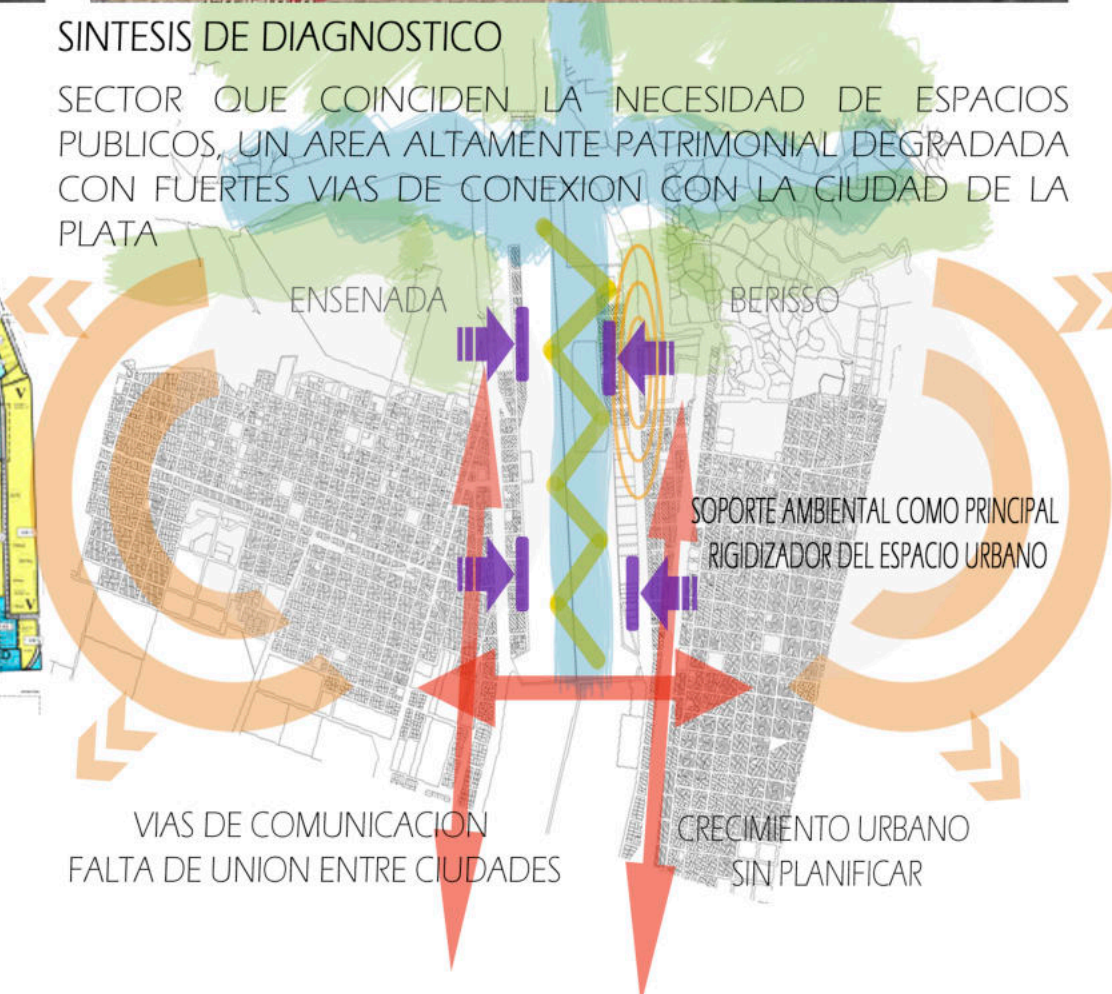 SINTESIS DE DIAGNOSTICO
SECTOR QUE COINCIDEN LA NECESIDAD DE ESPACIOS
PUBLICOS, UN AREA ALTAMENTE PATRIMONIAL DEGRADADA
CON FUERTES VIAS DE CONEXION CON LA CIUDAD DE LA
PLATA
ENSENADA
BERISSO
SOPORTE AMBIENTAL COMO PRINCIPAL
RIGIDIZADOR DEL ESPACIO URBANO
VIAS DE COMUNICACION
FALTA DE UNION ENTRE CIUDADES
CRECIMIENTO URBANO
SIN PLANIFICAR